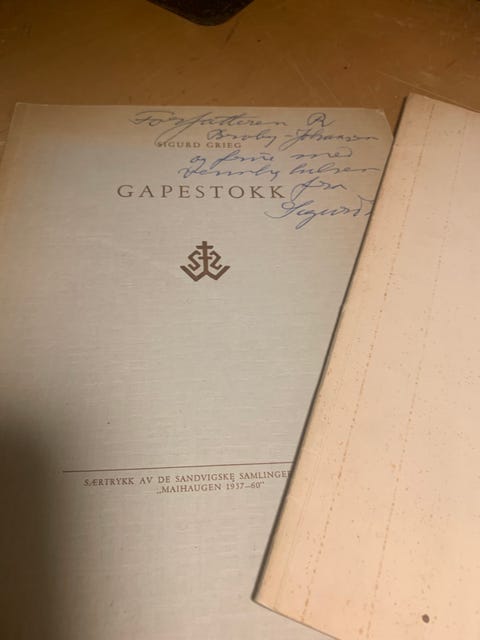 Forfatteren R
Broby-Johansen
SIGURD GRIEG
og frue med
vennlig hilsen
GAPESTOKK
fra
Sigurd
SÆRTRYKK AV DE SANDVIGSKE SAMLINGER
„MAIHAUGEN 1957—60”